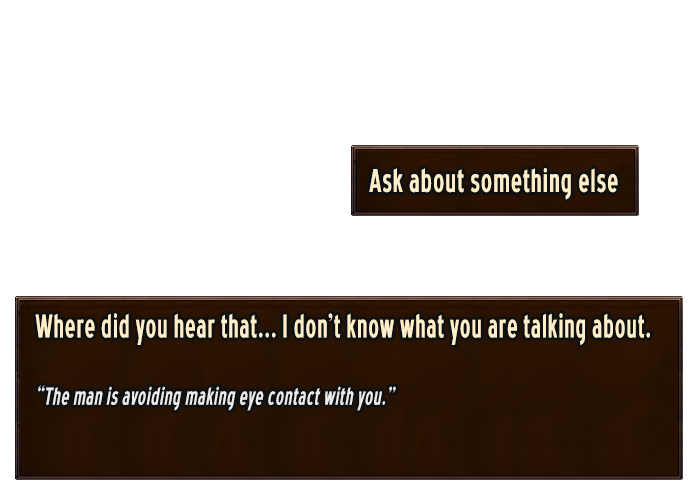 Ask about something else
Where did you hear that... I don't know what you are talking about.
“The man is avoiding making eye contact with you.”